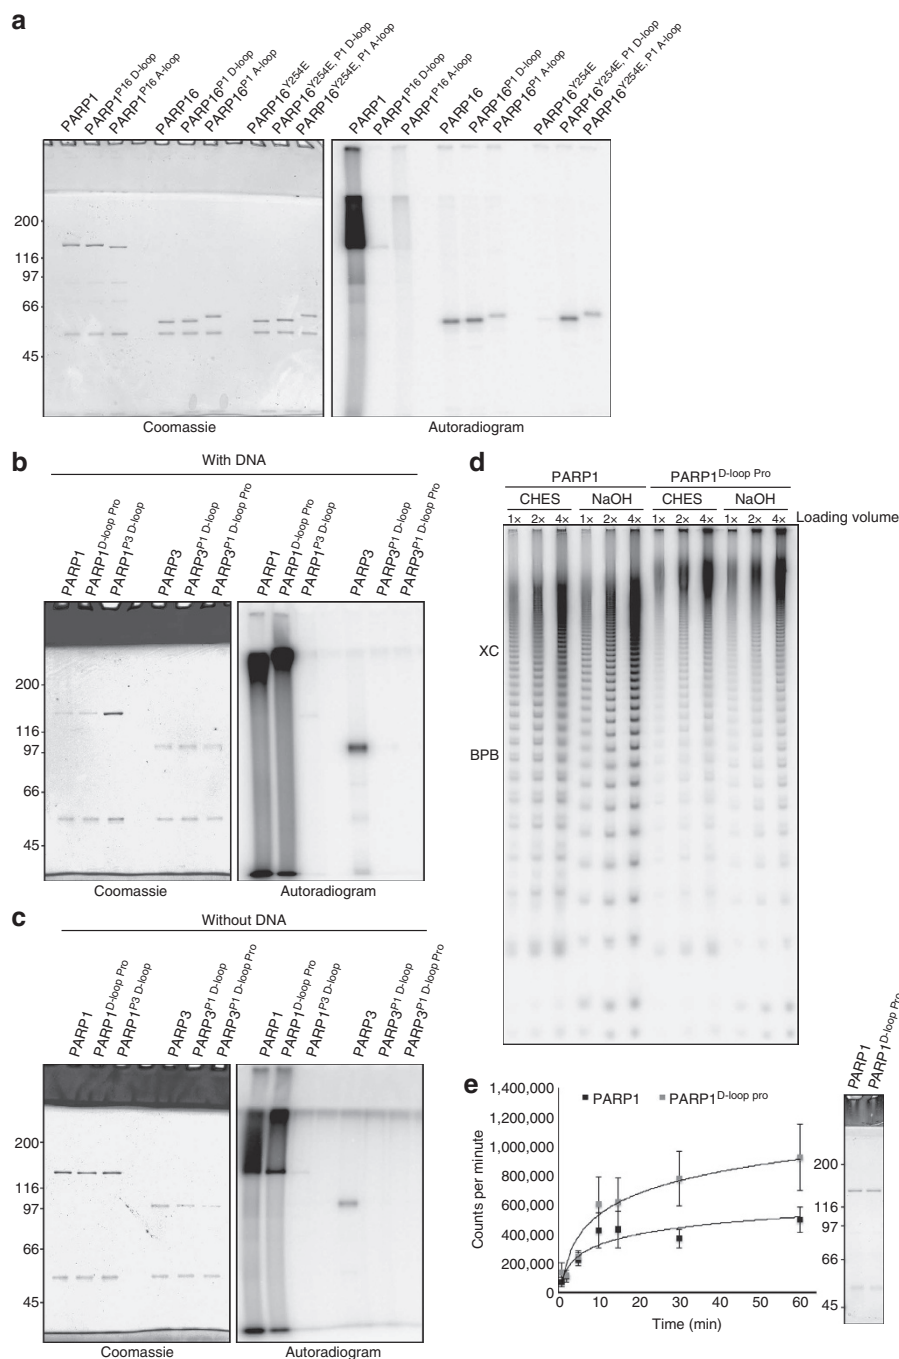 a
PARP1
PARP1P16 D-loop
PARP1P16 A-loop
PARP16
PARP16P1 D-loop
PARP16P1 A-loop
PARP16Y254E
PARP16Y254E, P1 D-loop
PARP16Y254E, P1 A-loop
PARP1
PARP1P16 D-loop
PARP1P16 A-loop
PARP16
PARP16P1 D-loop
PARP16P1 A-loop
PARP16Y254E
PARP16Y254E, P1 D-loop
PARP16Y254E, P1 A-loop
200
116
97
66
45
Coomassie
Autoradiogram
b
With DNA
PARP1
PARP1D-loop Pro
PARP1P3 D-loop
PARP3
PARP3P1 D-loop
PARP3P1 D-loop Pro
PARP1
PARP1D-loop Pro
PARP1P3 D-loop
PARP3
PARP3P1 D-loop
PARP3P1 D-loop Pro
200
116
97
66
45
Coomassie
Autoradiogram
c
Without DNA
PARP1
PARP1D-loop Pro
PARP1P3 D-loop
PARP3
PARP3P1 D-loop
PARP3P1 D-loop Pro
PARP1
PARP1D-loop Pro
PARP1P3 D-loop
PARP3
PARP3P1 D-loop
PARP3P1 D-loop Pro
200
116
97
66
45
Coomassie
Autoradiogram
d
PARP1 PARP1D-loop Pro
CHES NaOH CHES NaOH
1× 2× 4× 1× 2× 4× 1× 2× 4× 1× 2× 4× Loading volume
XC
BPB
e
1,400,000
1,200,000
1,000,000
800,000
600,000
400,000
200,000
0
Counts per minute
PARP1 PARP1D-loop pro
0 10 20 30 40 50 60
Time (min)
PARP1
PARP1D-loop Pro
200
116
97
66
45